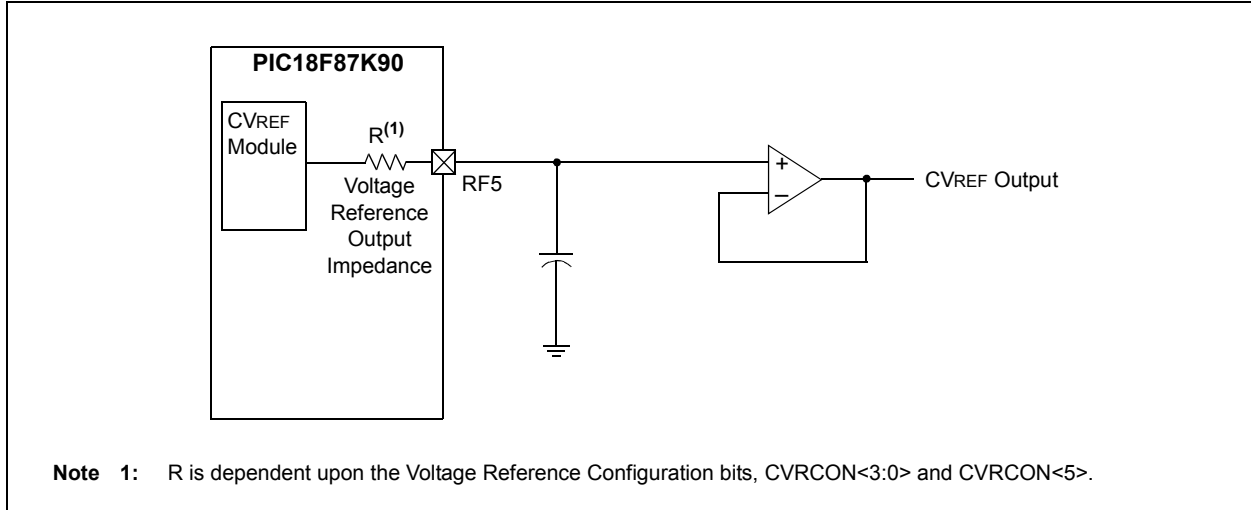 PIC18F87K90
CVREF
Module
R(1)
Voltage
Reference
Output
Impedance
RF5
+
–
CVREF Output
Note 1: R is dependent upon the Voltage Reference Configuration bits, CVRCON<3:0> and CVRCON<5>.